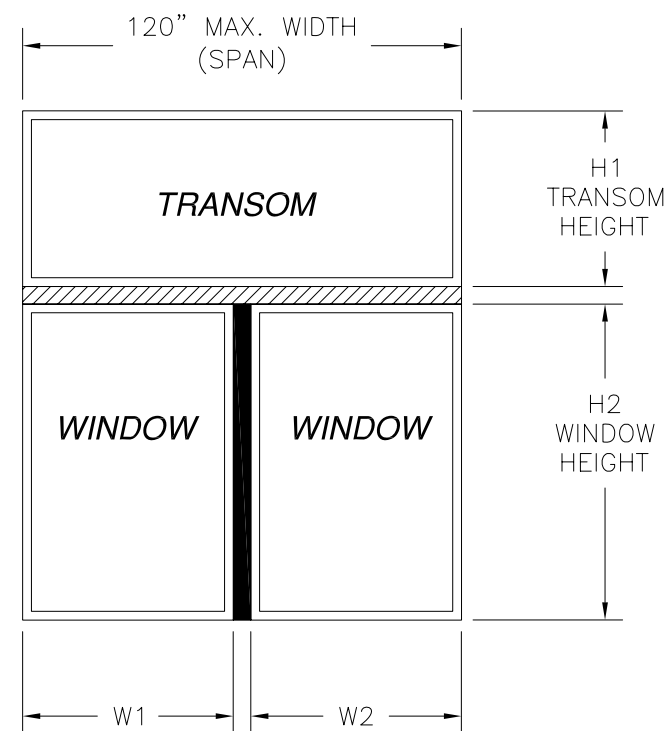 120” MAX. WIDTH
(SPAN)
TRANSOM
H1
TRANSOM
HEIGHT
WINDOW
WINDOW
H2
WINDOW
HEIGHT
W1
W2